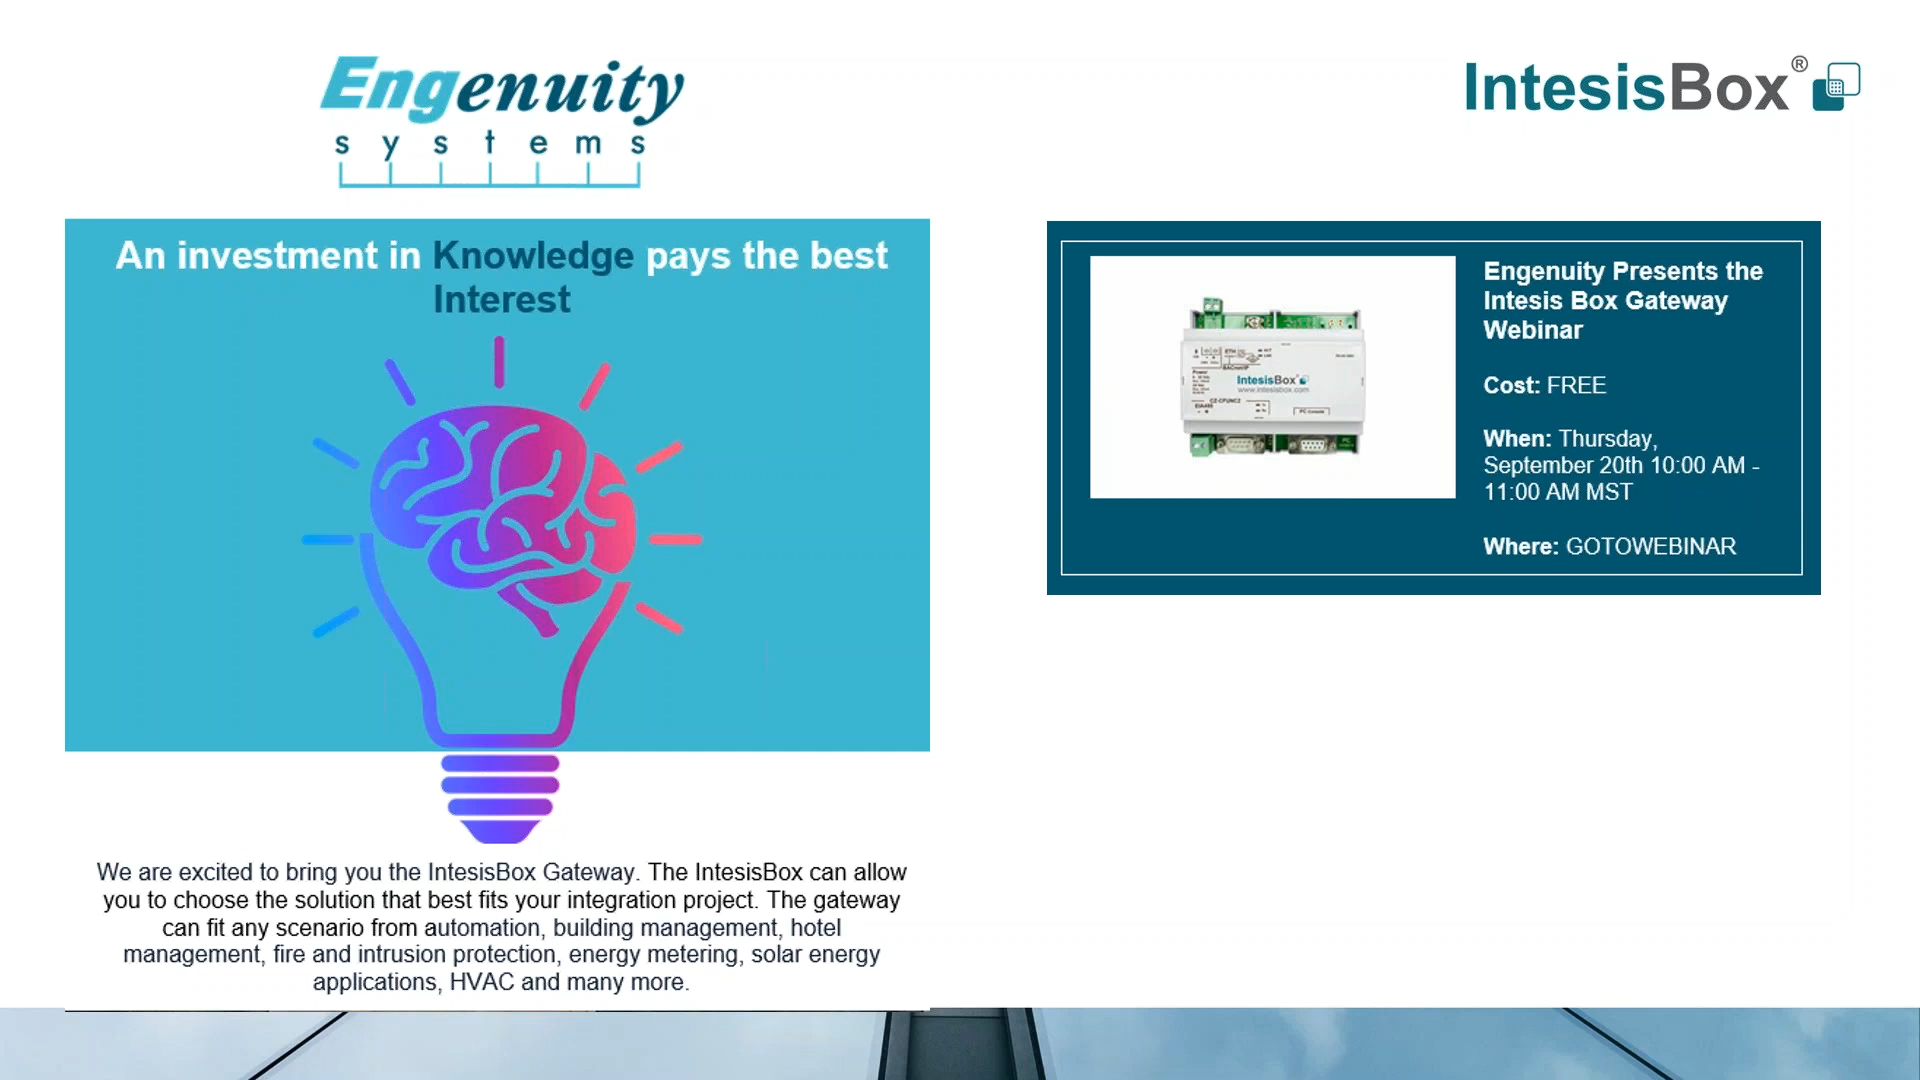 Engenuity
systems
IntesisBox®
An investment in Knowledge pays the best
Interest
We are excited to bring you the IntesisBox Gateway. The IntesisBox can allow
you to choose the solution that best fits your integration project. The gateway
can fit any scenario from automation, building management, hotel
management, fire and intrusion protection, energy metering, solar energy
applications, HVAC and many more.
IntesisBox
www.intesisbox.com
Engenuity Presents the
Intesis Box Gateway
Webinar
Cost: FREE
When: Thursday,
September 20th 10:00 AM -
11:00 AM MST
Where: GOTOWEBINAR